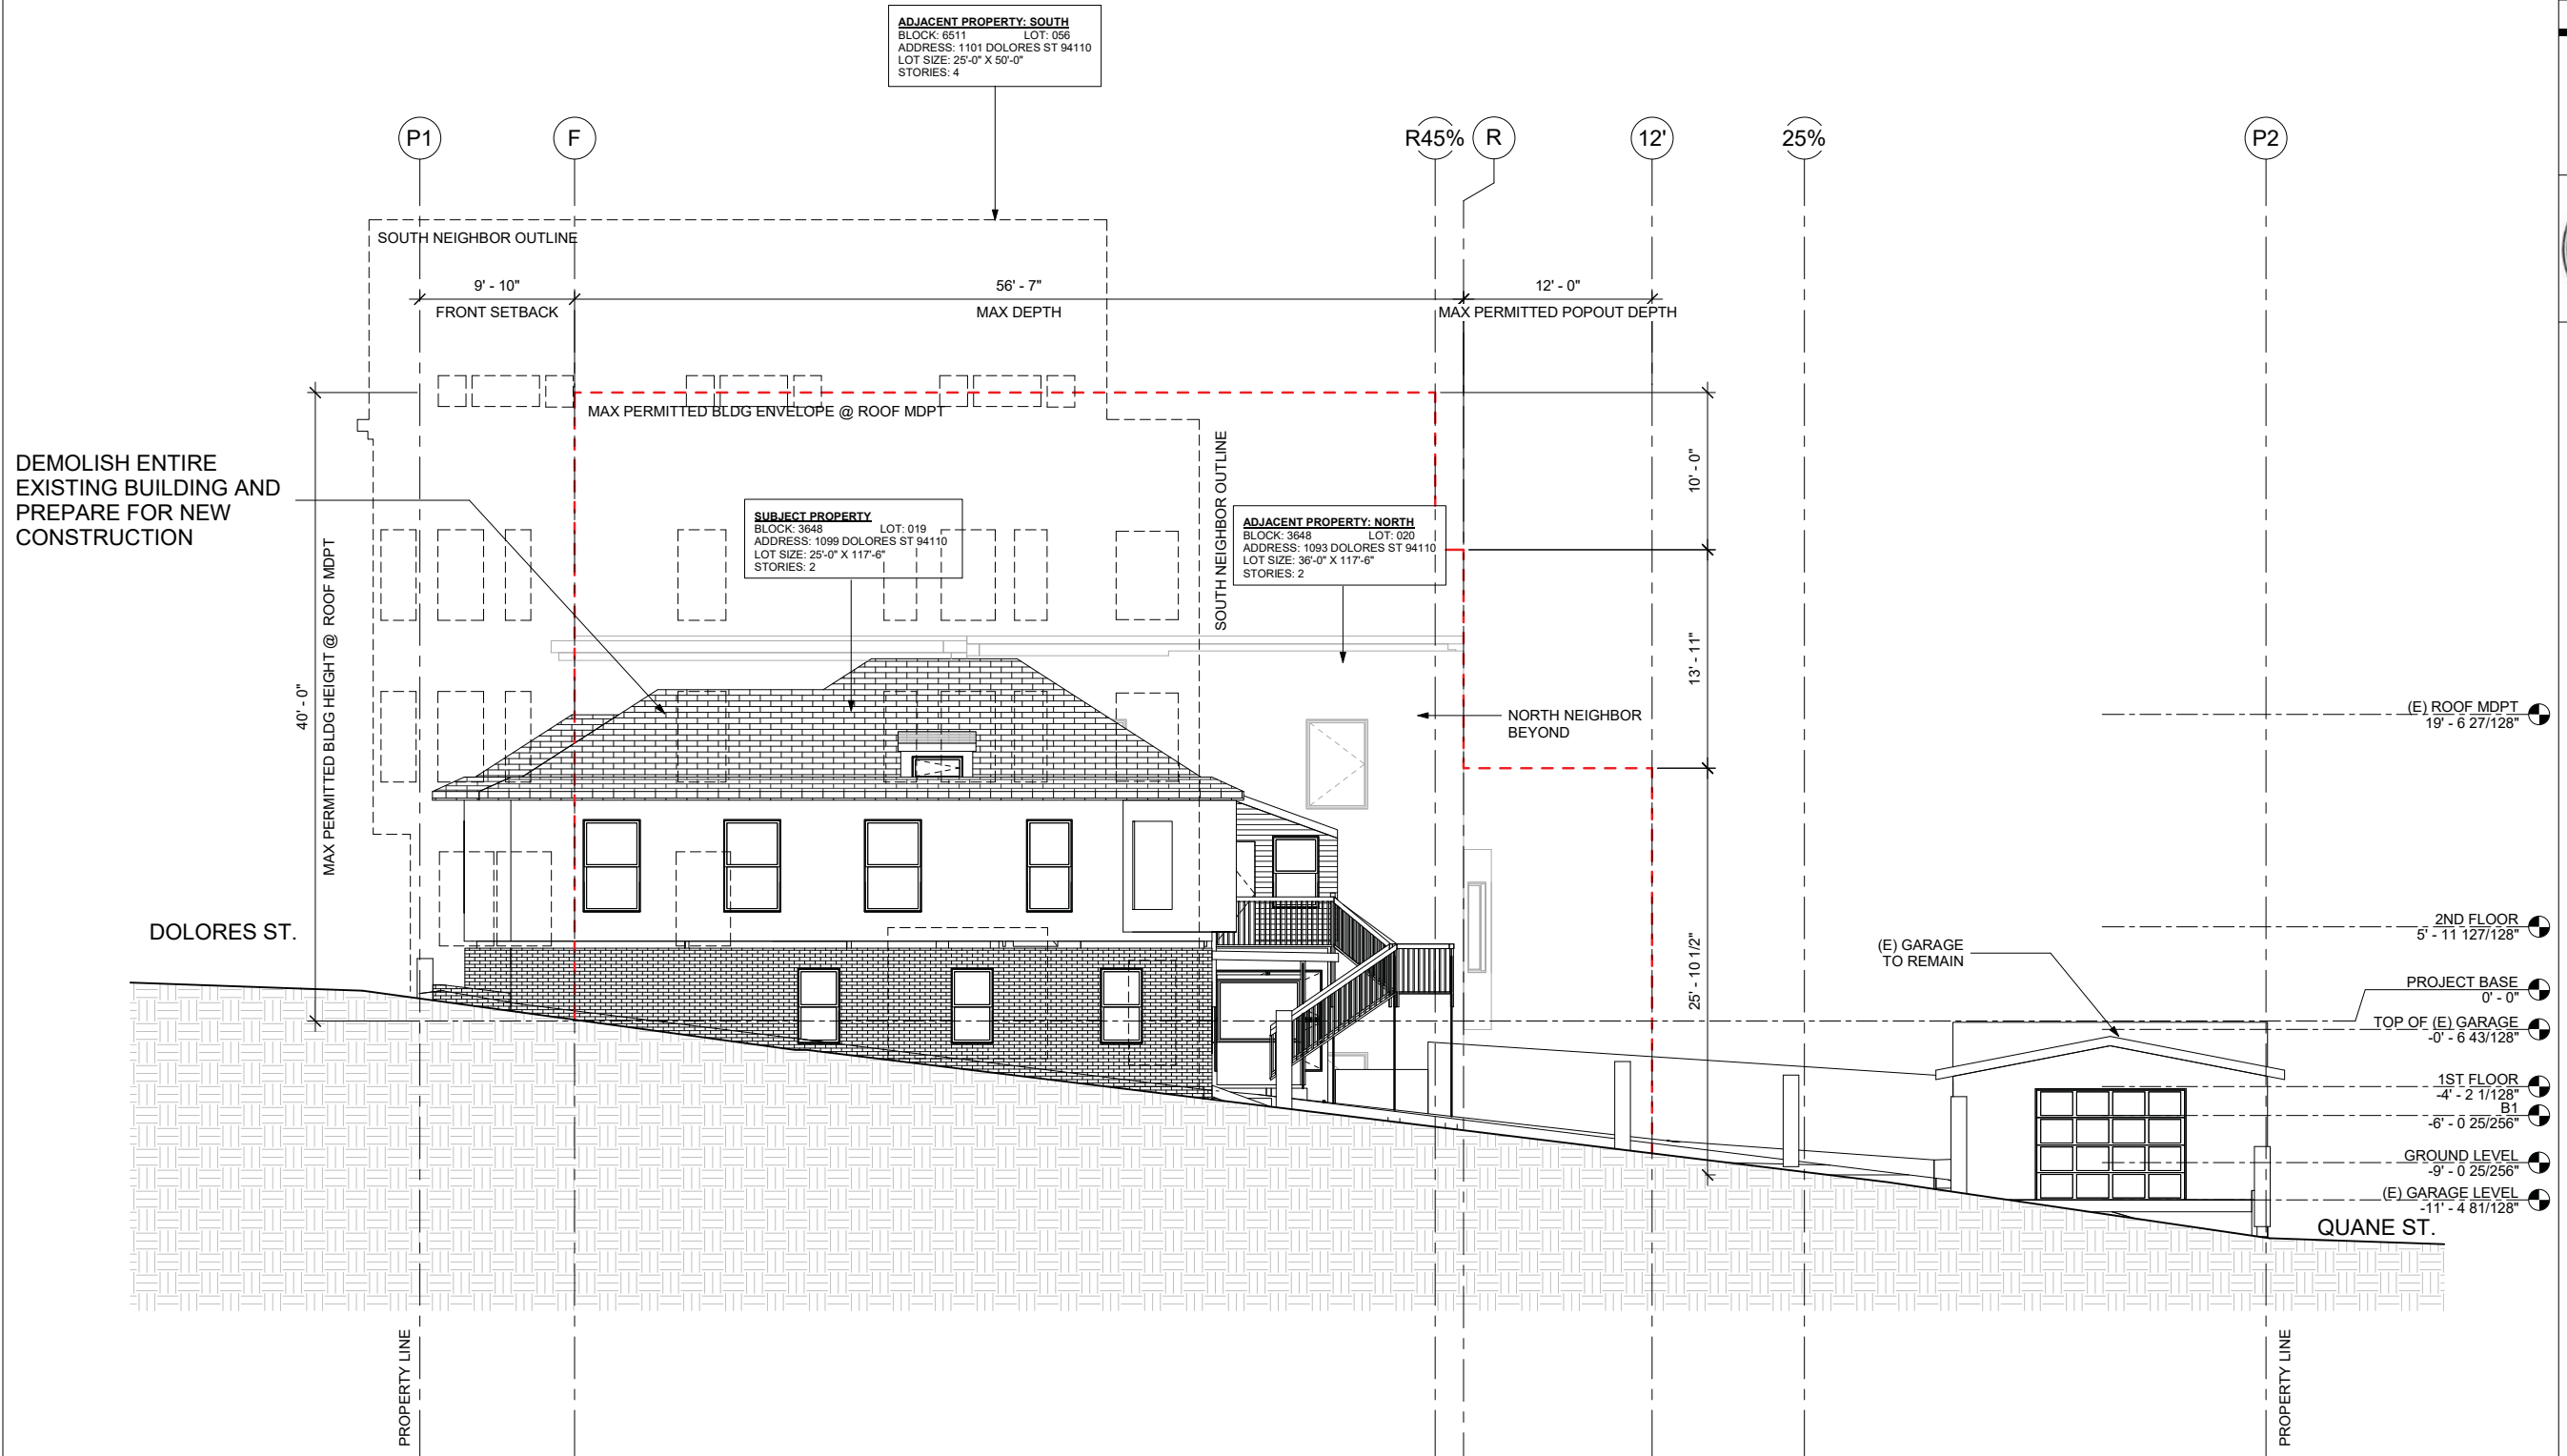 ADJACENT PROPERTY: SOUTH
BLOCK: 6511 LOT: 056
ADDRESS: 1101 DOLORES ST 94110
LOT SIZE: 25'-0" X 50'-0"
STORIES: 4
P1
F
R45%
R
12'
25%
P2
SOUTH NEIGHBOR OUTLINE
9' - 10"
56' - 7"
12' - 0"
FRONT SETBACK
MAX DEPTH
MAX PERMITTED POPOUT DEPTH
MAX PERMITTED BLDG ENVELOPE @ ROOF MDPT
DEMOLISH ENTIRE
EXISTING BUILDING AND
PREPARE FOR NEW
CONSTRUCTION
40' - 0"
MAX PERMITTED BLDG HEIGHT @ ROOF MDPT
SUBJECT PROPERTY
BLOCK: 3648 LOT: 019
ADDRESS: 1099 DOLORES ST 94110
LOT SIZE: 25'-0" X 117'-6"
STORIES: 2
SOUTH NEIGHBOR OUTLINE
ADJACENT PROPERTY: NORTH
BLOCK: 3648 LOT: 020
ADDRESS: 1093 DOLORES ST 94110
LOT SIZE: 36'-0" X 117'-6"
STORIES: 2
10' - 0"
13' - 11"
25' - 10 1/2"
NORTH NEIGHBOR
BEYOND
(E) ROOF MDPT
19' - 6 27/128"
DOLORES ST.
2ND FLOOR
5' - 11 127/128"
(E) GARAGE
TO REMAIN
PROJECT BASE
0' - 0"
TOP OF (E) GARAGE
-0' - 6 43/128"
1ST FLOOR
-4' - 2 1/128"
B1
-6' - 0 25/256"
GROUND LEVEL
-9' - 0 25/256"
(E) GARAGE LEVEL
-11' - 4 81/128"
QUANE ST.
PROPERTY LINE
PROPERTY LINE